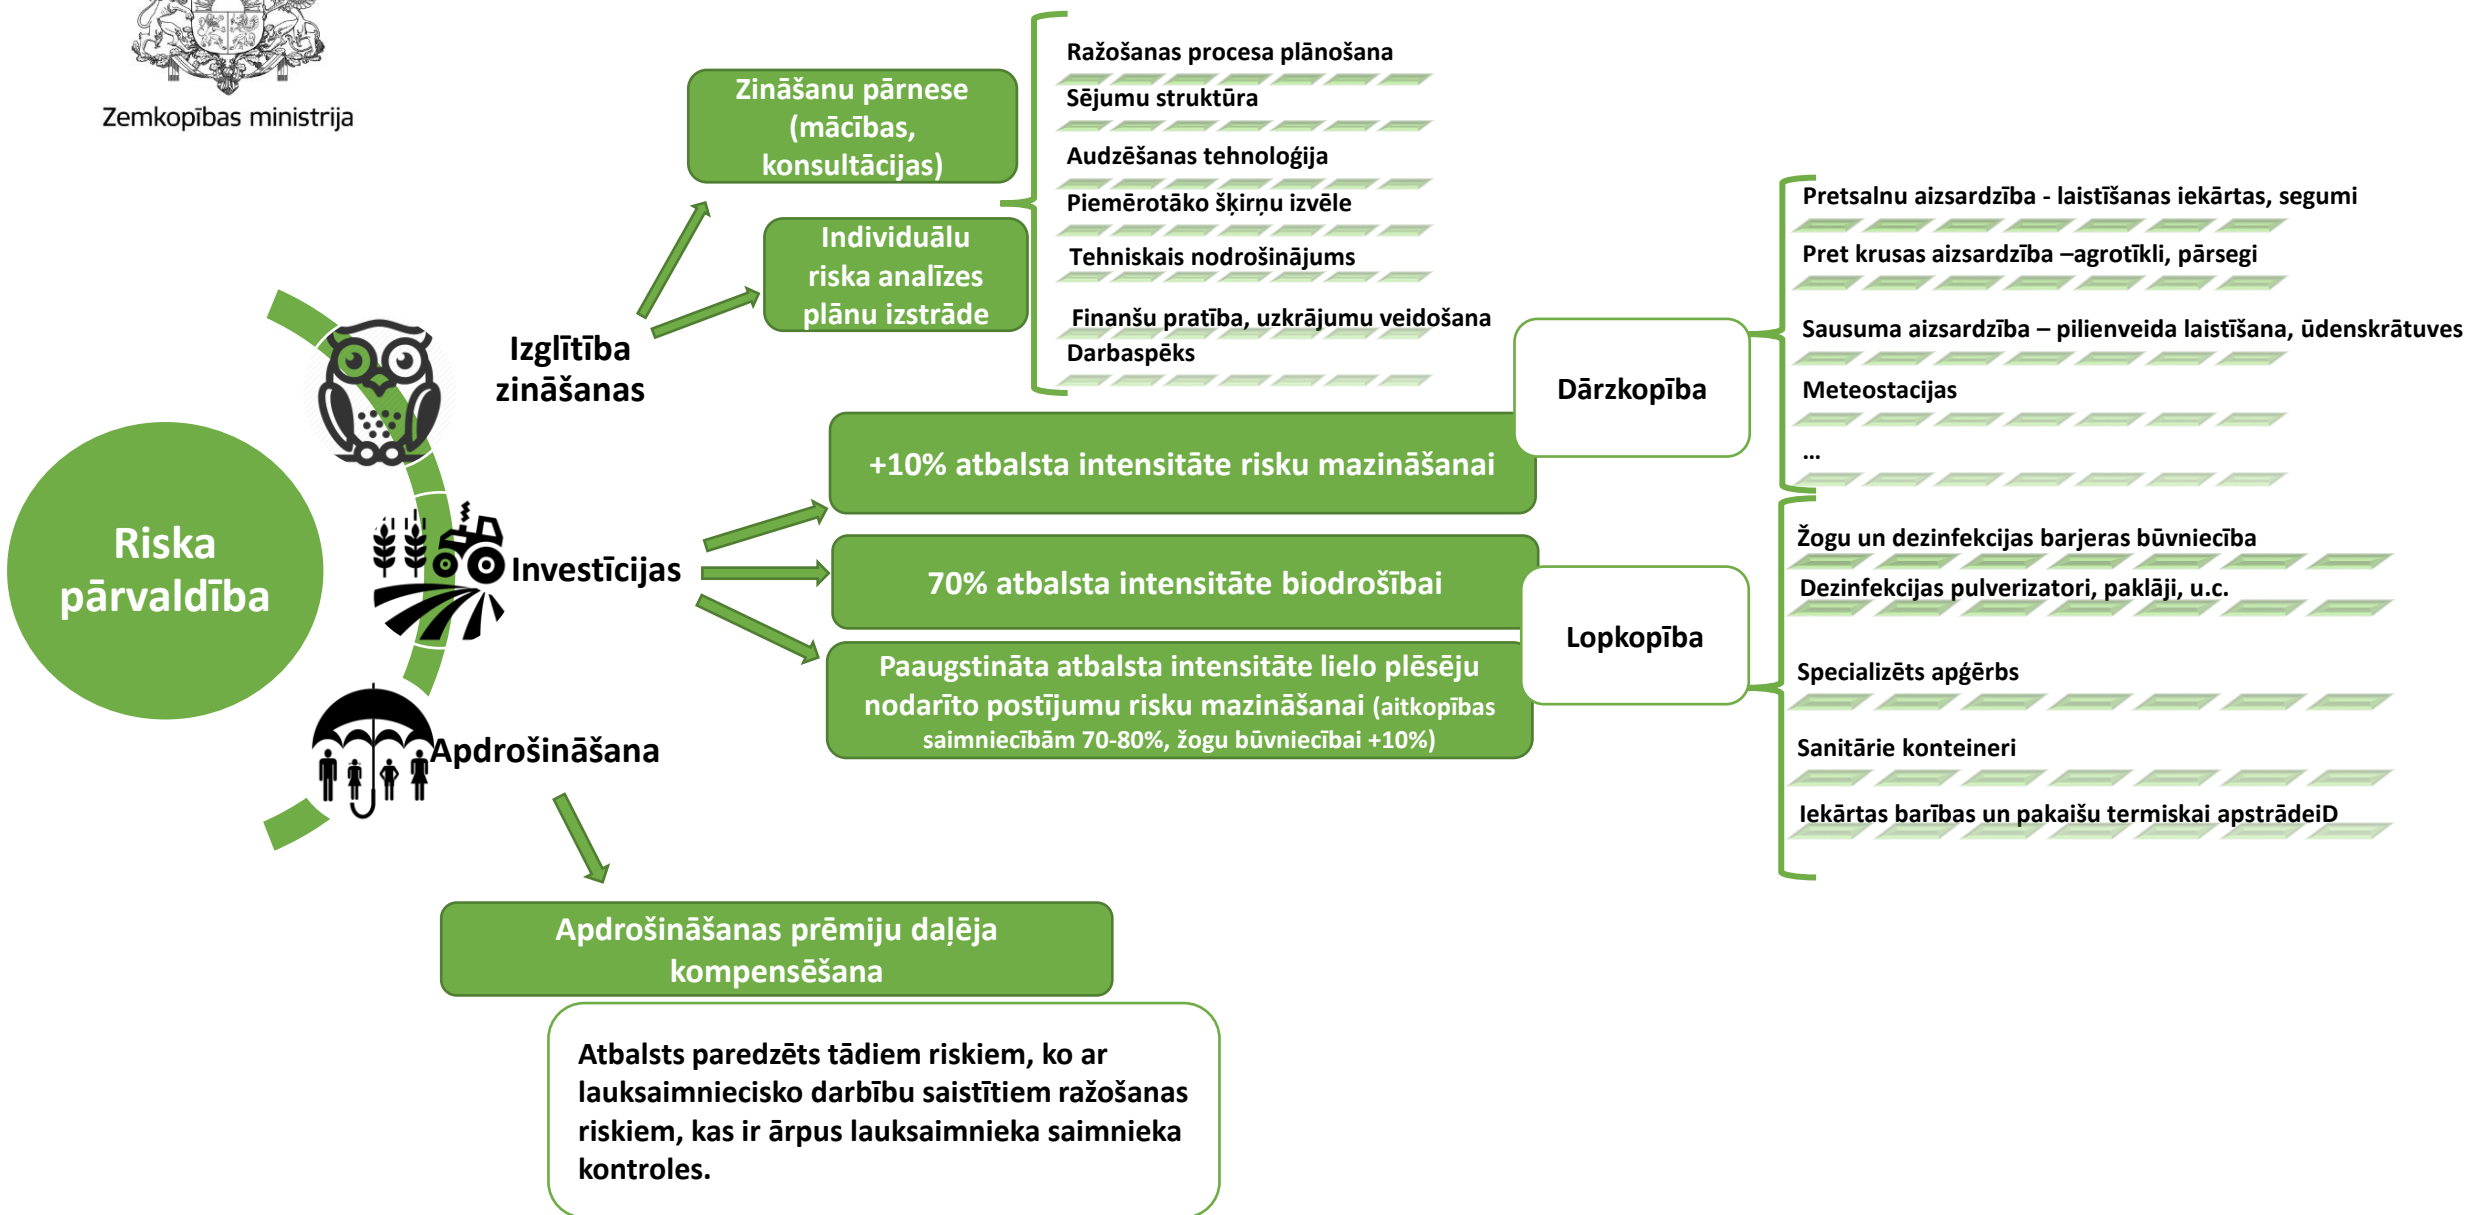 Zemkopības ministrija
Riska
pārvaldība
Izglītība
zināšanas
Zināšanu pārnese
(mācības,
konsultācijas)
Individuālu
riska analīzes
plānu izstrāde
Ražošanas procesa plānošana
Sējumu struktūra
Audzēšanas tehnoloģija
Piemērotāko šķirņu izvēle
Tehniskais nodrošinājums
Finanšu pratība, uzkrājumu veidošana
Darbaspēks
Investīcijas
+10% atbalsta intensitāte risku mazināšanai
70% atbalsta intensitāte biodrošībai
Paaugstināta atbalsta intensitāte lielo plēsēju
nodarīto postījumu risku mazināšanai (aitkopības
saimniecībām 70-80%, žogu būvniecībai +10%)
Dārzkopība
Pretsalnu aizsardzība - laistīšanas iekārtas, segumi
Pret krusas aizsardzība –agrotīkli, pārsegi
Sausuma aizsardzība – pilienveida laistīšana, ūdenskrātuves
Meteostacijas
...
Lopkopība
Žogu un dezinfekcijas barjeras būvniecība
Dezinfekcijas pulverizatori, paklāji, u.c.
Specializēts apģērbs
Sanitārie konteineri
Iekārtas barības un pakaišu termiskai apstrādeiD
Apdrošināšana
Apdrošināšanas prēmiju daļēja
kompensēšana
Atbalsts paredzēts tādiem riskiem, ko ar
lauksaimniecisko darbību saistītiem ražošanas
riskiem, kas ir ārpus lauksaimnieka saimnieka
kontroles.